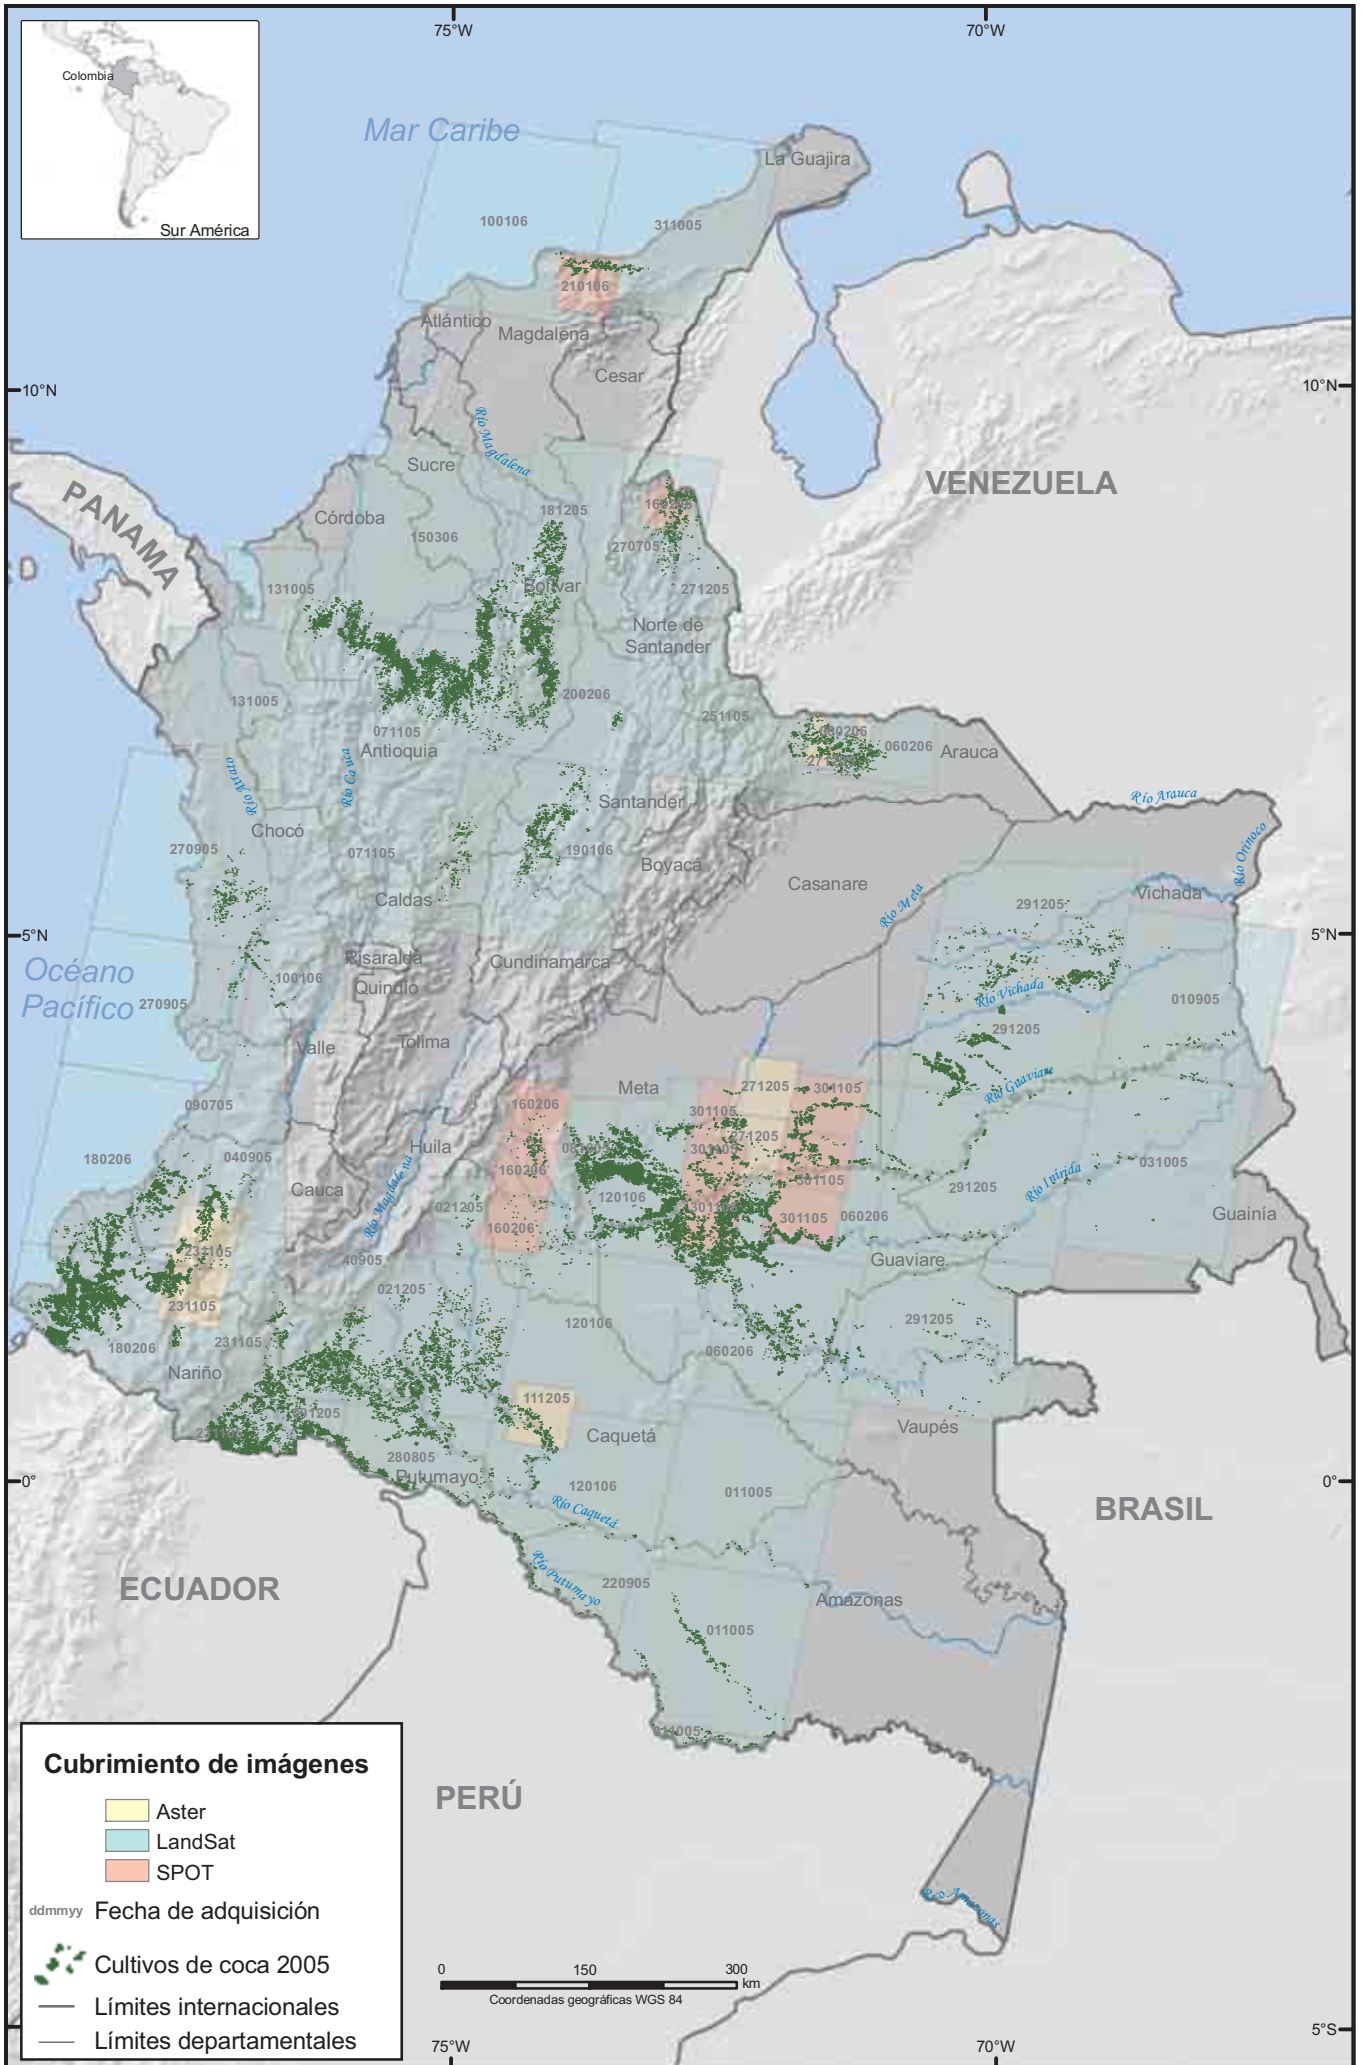 75°W
70°W
Colombia
Sur América
Mar Caribe
La Guajira
100106
311005
210106
Atlántico
Magdalena
Cesar
10°N
10°N
Río Magdalena
Sucre
VENEZUELA
PANAMA
Córdoba
181205
150306
270705
131005
Bolívar
271205
Norte de
Santander
131005
200206
251105
071105
Antioquia
060206
Arauca
Río Atrato
Río Cauca
Río Arauca
Santander
Chocó
Río Orinoco
270905
071105
190106
Boyacá
Casanare
Vichada
Caldas
Río Meta
291205
5°N
5°N
Risaralda
Cundinamarca
Océano
Pacífico
100106
Quindío
270905
Río Vichada
010905
Valle
Tolima
291205
Meta
271205
301105
Río Guaviare
090705
160206
301105
271205
Huila
180206
040905
160206
301105
031005
Cauca
120106
301105
291205
Río Inírida
Río Magdalena
021205
160206
301105
060206
Guainía
231105
40905
Guaviare
021205
231105
120106
291205
180206
231105
060206
Nariño
111205
Vaupés
Caquetá
280805
Putumayo
0°
0°
120106
011005
Río Caquetá
BRASIL
Río Putumayo
220905
ECUADOR
Amazonas
011005
011005
PERÚ
Río Amazonas
Cubrimiento de imágenes
Aster
LandSat
SPOT
ddmmyy Fecha de adquisición
Cultivos de coca 2005
Límites internacionales
Límites departamentales
0 150 300
km
Coordenadas geográficas WGS 84
5°S
75°W
70°W